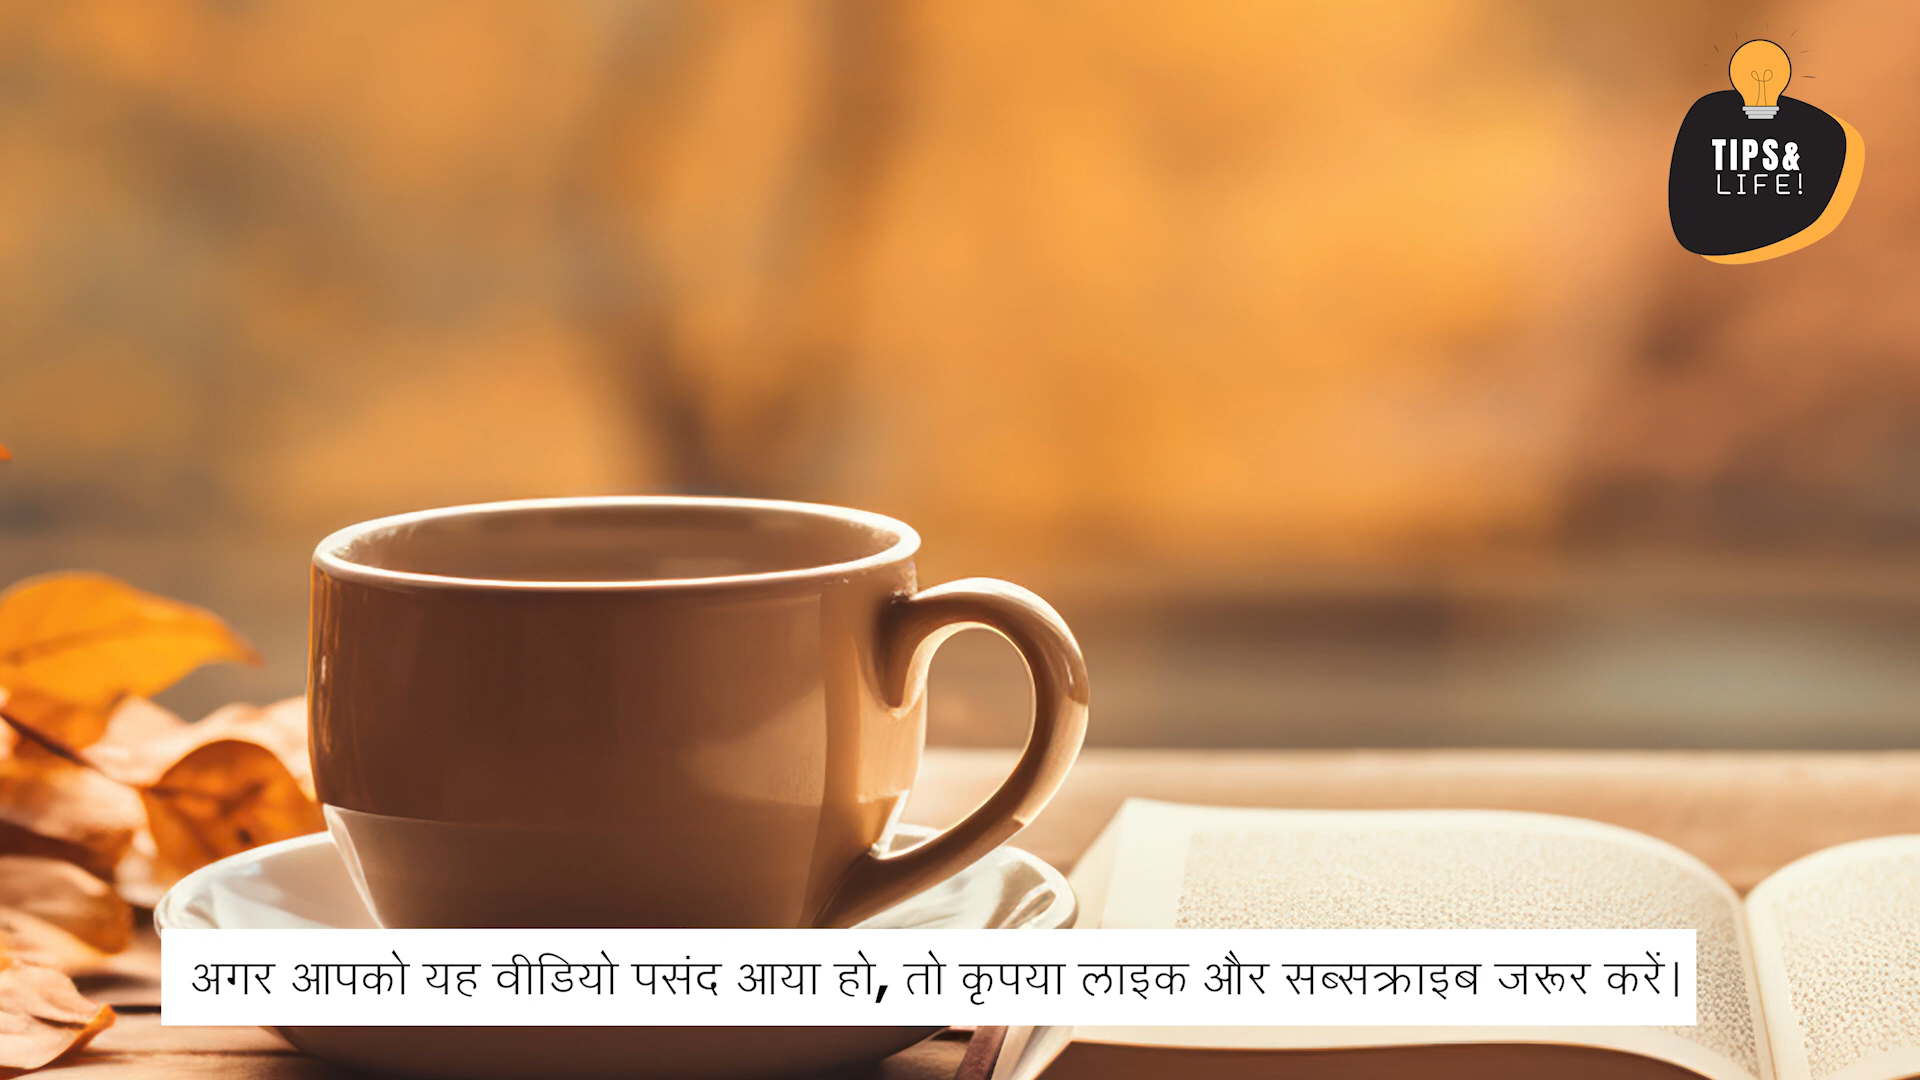 TIPS&
LIFE!
अगर आपको यह वीडियो पसंद आया हो, तो कृपया लाइक और सब्सक्राइब जरूर करें।